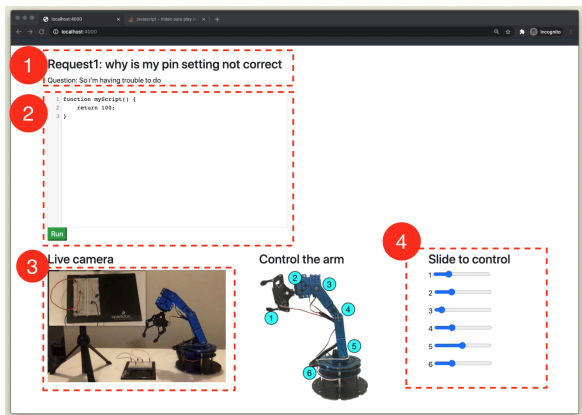 localhost:4000
javascript - Video auto play is
localhost:4000
Incognito
1
Request1: why is my pin setting not correct
Question: So i'm having trouble to do
2
1 function myScript() {
2 return 100;
3 }
Run
3
Live camera
Control the arm
4
Slide to control
sparkfun
1
2
3
4
5
6
1
2
3
4
5
6